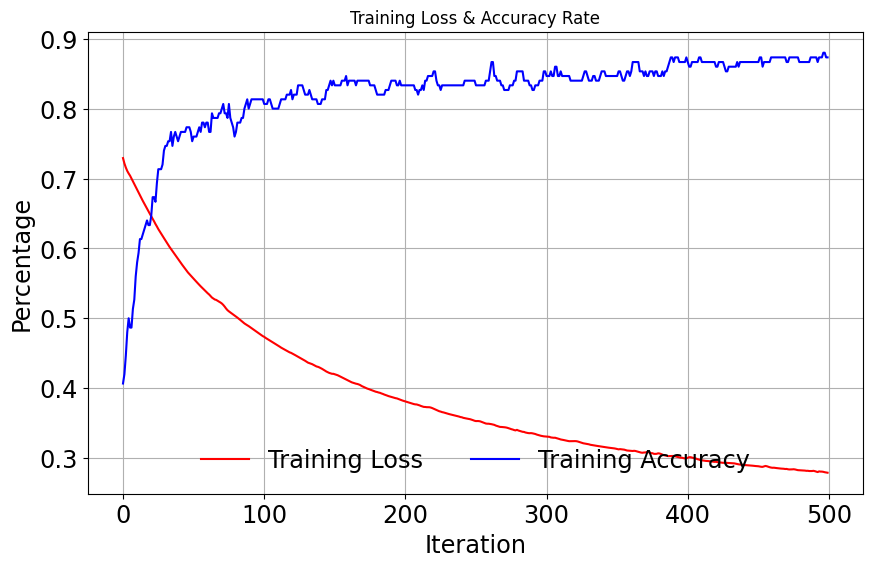 Training Loss & Accuracy Rate
0.9
0.8
0.7
0.6
0.5
0.4
0.3
Percentage
Training Loss Training Accuracy
0 100 200 300 400 500
Iteration